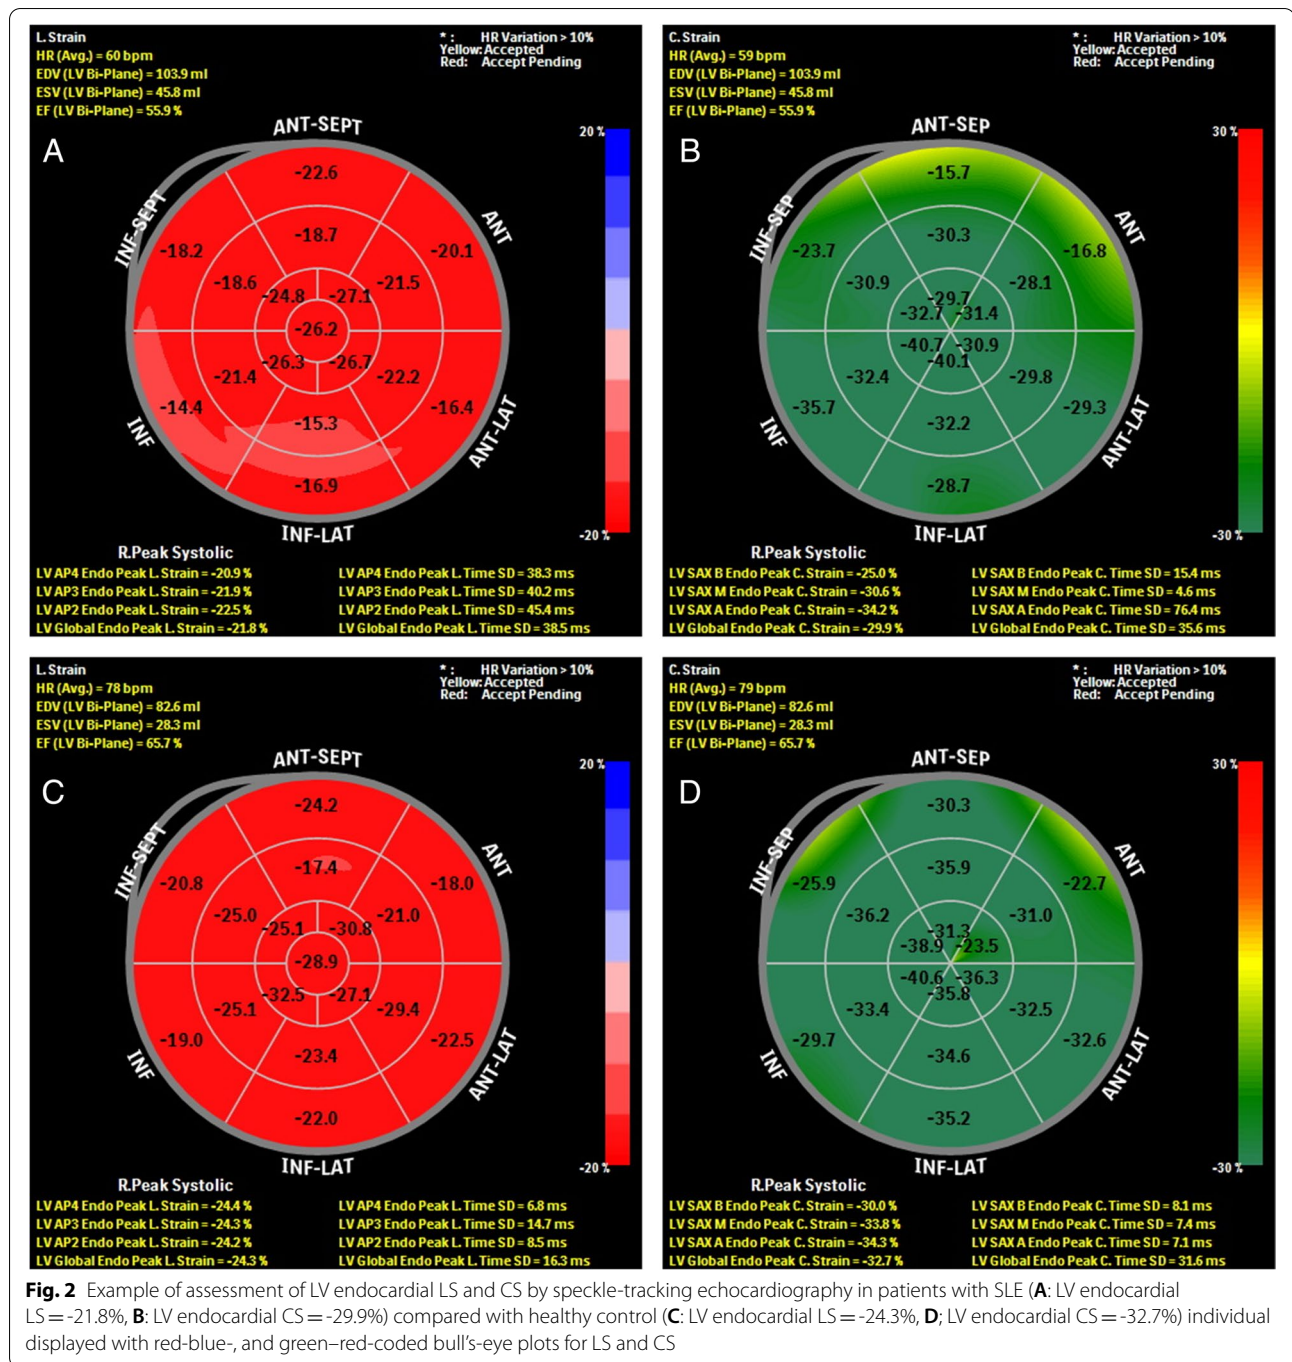 L. Strain
* : HR Variation > 10%
HR (Avg.) = 60 bpm
Yellow: Accepted
EDV (LV Bi-Plane) = 103.9 ml
Red: Accept Pending
ESV (LV Bi-Plane) = 45.8 ml
EF (LV Bi-Plane) = 55.9 %
A
ANT-SEPT
20 %
-22.6
INF-SEPT
-18.2
-18.7
-20.1
ANT
-18.6
-24.8
-27.1
-21.5
-26.2
-21.4
-26.3
-26.7
-22.2
INF
-14.4
-15.3
-16.4
ANT-LAT
-16.9
INF-LAT
-20 %
R.Peak Systolic
LV AP4 Endo Peak L. Strain = -20.9 %
LV AP4 Endo Peak L. Time SD = 38.3 ms
LV AP3 Endo Peak L. Strain = -21.9 %
LV AP3 Endo Peak L. Time SD = 40.2 ms
LV AP2 Endo Peak L. Strain = -22.5 %
LV AP2 Endo Peak L. Time SD = 45.4 ms
LV Global Endo Peak L. Strain = -21.8 %
LV Global Endo Peak L. Time SD = 38.5 ms
C. Strain
* : HR Variation > 10%
HR (Avg.) = 59 bpm
Yellow: Accepted
EDV (LV Bi-Plane) = 103.9 ml
Red: Accept Pending
ESV (LV Bi-Plane) = 45.8 ml
EF (LV Bi-Plane) = 55.9 %
B
ANT-SEP
30 %
-15.7
INF-SEP
-23.7
-30.3
-16.8
ANT
-30.9
-29.7
-28.1
-32.7
-31.4
-40.7
-30.9
-40.1
-32.4
-29.8
INF
-35.7
-32.2
-29.3
ANT-LAT
-28.7
INF-LAT
-30 %
R.Peak Systolic
LV SAX B Endo Peak C. Strain = -25.0 %
LV SAX B Endo Peak C. Time SD = 15.4 ms
LV SAX M Endo Peak C. Strain = -30.6 %
LV SAX M Endo Peak C. Time SD = 4.6 ms
LV SAX A Endo Peak C. Strain = -34.2 %
LV SAX A Endo Peak C. Time SD = 76.4 ms
LV Global Endo Peak C. Strain = -29.9 %
LV Global Endo Peak C. Time SD = 35.6 ms
L. Strain
* : HR Variation > 10%
HR (Avg.) = 78 bpm
Yellow: Accepted
EDV (LV Bi-Plane) = 82.6 ml
Red: Accept Pending
ESV (LV Bi-Plane) = 28.3 ml
EF (LV Bi-Plane) = 65.7 %
C
ANT-SEPT
20 %
-24.2
INF-SEPT
-20.8
-17.4
-18.0
ANT
-25.0
-25.1
-30.8
-21.0
-28.9
-25.1
-32.5
-27.1
-29.4
INF
-19.0
-23.4
-22.5
ANT-LAT
-22.0
INF-LAT
-20 %
R.Peak Systolic
LV AP4 Endo Peak L. Strain = -24.4 %
LV AP4 Endo Peak L. Time SD = 6.8 ms
LV AP3 Endo Peak L. Strain = -24.3 %
LV AP3 Endo Peak L. Time SD = 14.7 ms
LV AP2 Endo Peak L. Strain = -24.2 %
LV AP2 Endo Peak L. Time SD = 8.5 ms
LV Global Endo Peak L. Strain = -24.3 %
LV Global Endo Peak L. Time SD = 16.3 ms
C. Strain
* : HR Variation > 10%
HR (Avg.) = 79 bpm
Yellow: Accepted
EDV (LV Bi-Plane) = 82.6 ml
Red: Accept Pending
ESV (LV Bi-Plane) = 28.3 ml
EF (LV Bi-Plane) = 65.7 %
D
ANT-SEP
30 %
-30.3
INF-SEP
-25.9
-35.9
-22.7
ANT
-36.2
-31.3
-31.0
-38.9
-23.5
-40.6
-36.3
-35.8
-33.4
-32.5
INF
-29.7
-34.6
-32.6
ANT-LAT
-35.2
INF-LAT
-30 %
R.Peak Systolic
LV SAX B Endo Peak C. Strain = -30.0 %
LV SAX B Endo Peak C. Time SD = 8.1 ms
LV SAX M Endo Peak C. Strain = -33.8 %
LV SAX M Endo Peak C. Time SD = 7.4 ms
LV SAX A Endo Peak C. Strain = -34.3 %
LV SAX A Endo Peak C. Time SD = 7.1 ms
LV Global Endo Peak C. Strain = -32.7 %
LV Global Endo Peak C. Time SD = 31.6 ms
Fig. 2 Example of assessment of LV endocardial LS and CS by speckle-tracking echocardiography in patients with SLE (A: LV endocardial
LS = -21.8%, B: LV endocardial CS = -29.9%) compared with healthy control (C: LV endocardial LS = -24.3%, D; LV endocardial CS = -32.7%) individual
displayed with red-blue-, and green–red-coded bull's-eye plots for LS and CS